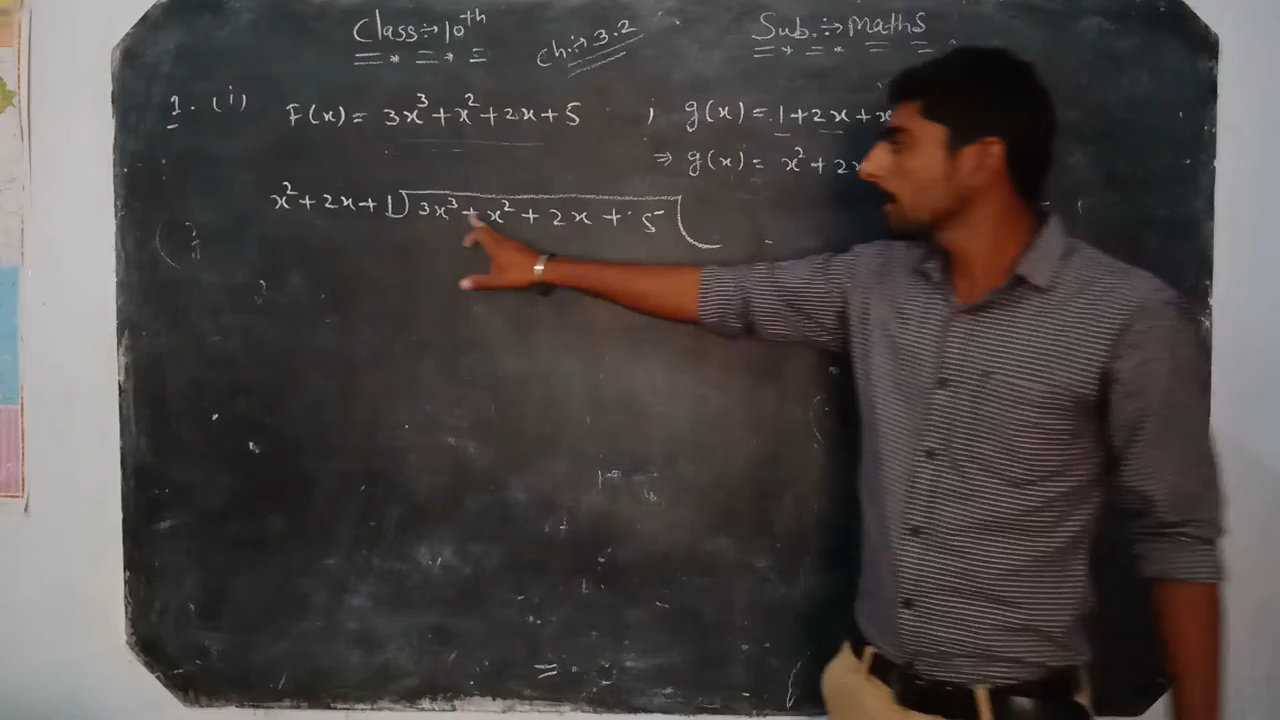 Class:- 10th
Ch:- 3.2
Sub.:- Maths
1. (i) F(x) = 3x³ + x² + 2x + 5 ; g(x) = 1 + 2x + x
⇒ g(x) = x² + 2x
x² + 2x + 1 ) 3x³ + x² + 2x + 5 (